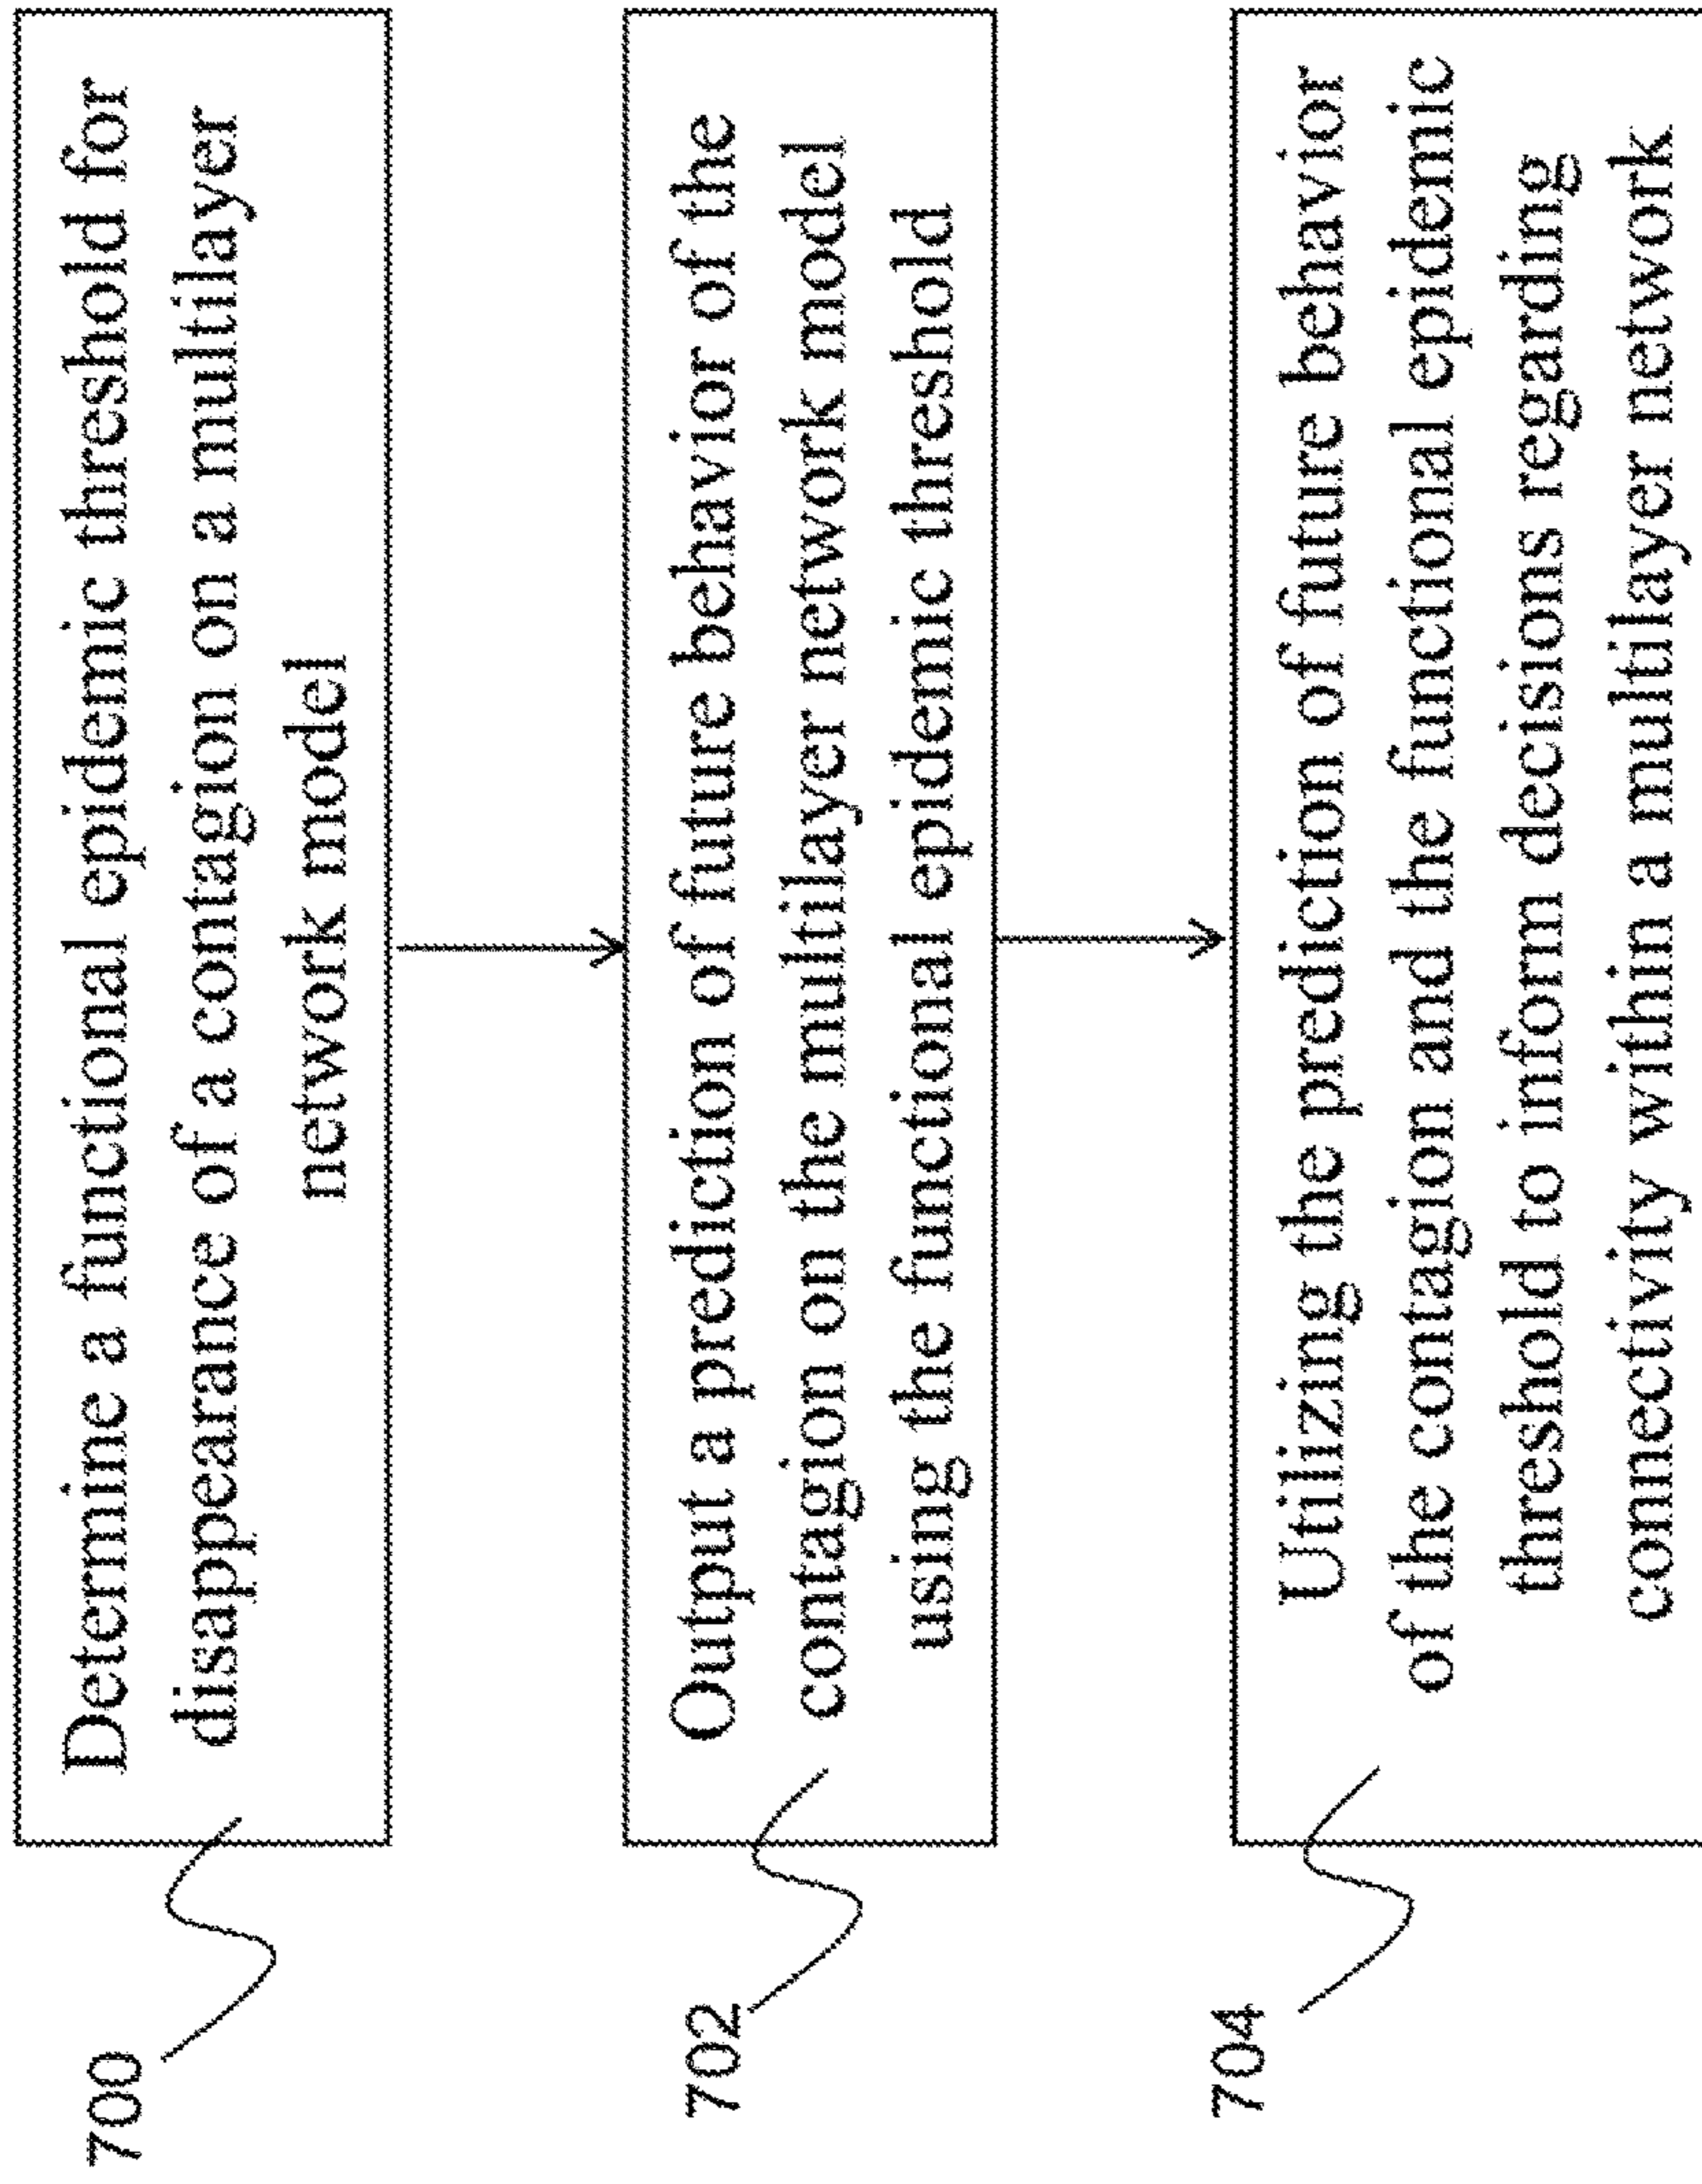 700
Determine a functional epidemic threshold for
disappearance of a contagion on a multilayer
network model
702
Output a prediction of future behavior of the
contagion on the multilayer network model
using the functional epidemic threshold
704
Utilizing the prediction of future behavior
of the contagion and the functional epidemic
threshold to inform decisions regarding
connectivity within a multilayer network